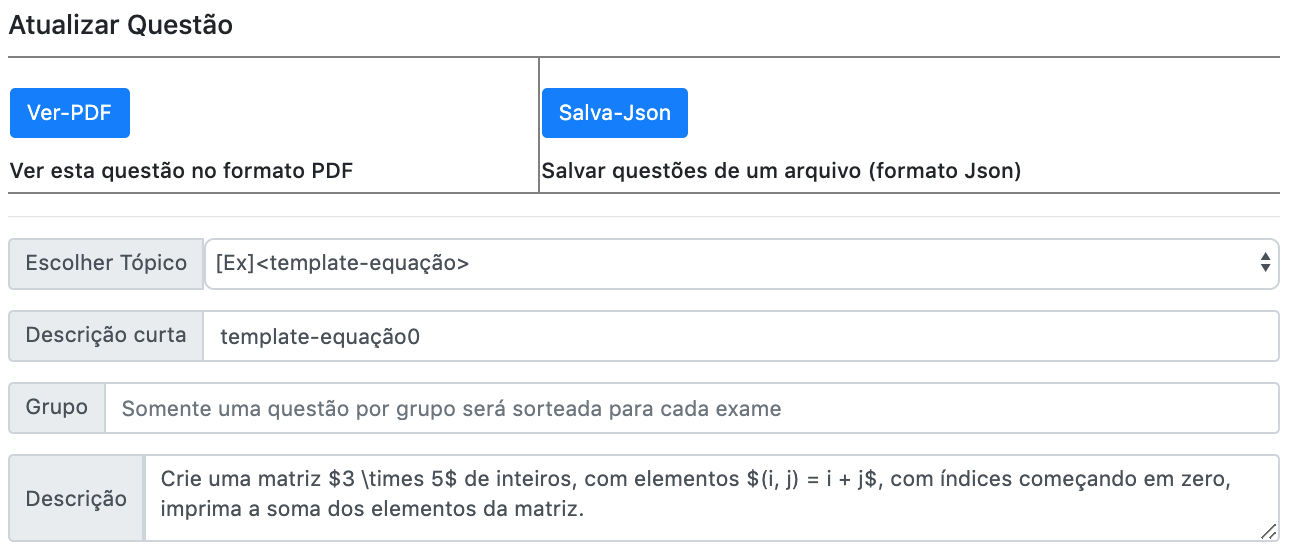 Atualizar Questão
Ver-PDF
Ver esta questão no formato PDF
Salva-Json
Salvar questões de um arquivo (formato Json)
Escolher Tópico
[Ex]<template-equação>
Descrição curta
template-equação0
Grupo
Somente uma questão por grupo será sorteada para cada exame
Descrição
Crie uma matriz $3 \times 5$ de inteiros, com elementos $(i, j) = i + j$, com índices começando em zero,
imprima a soma dos elementos da matriz.